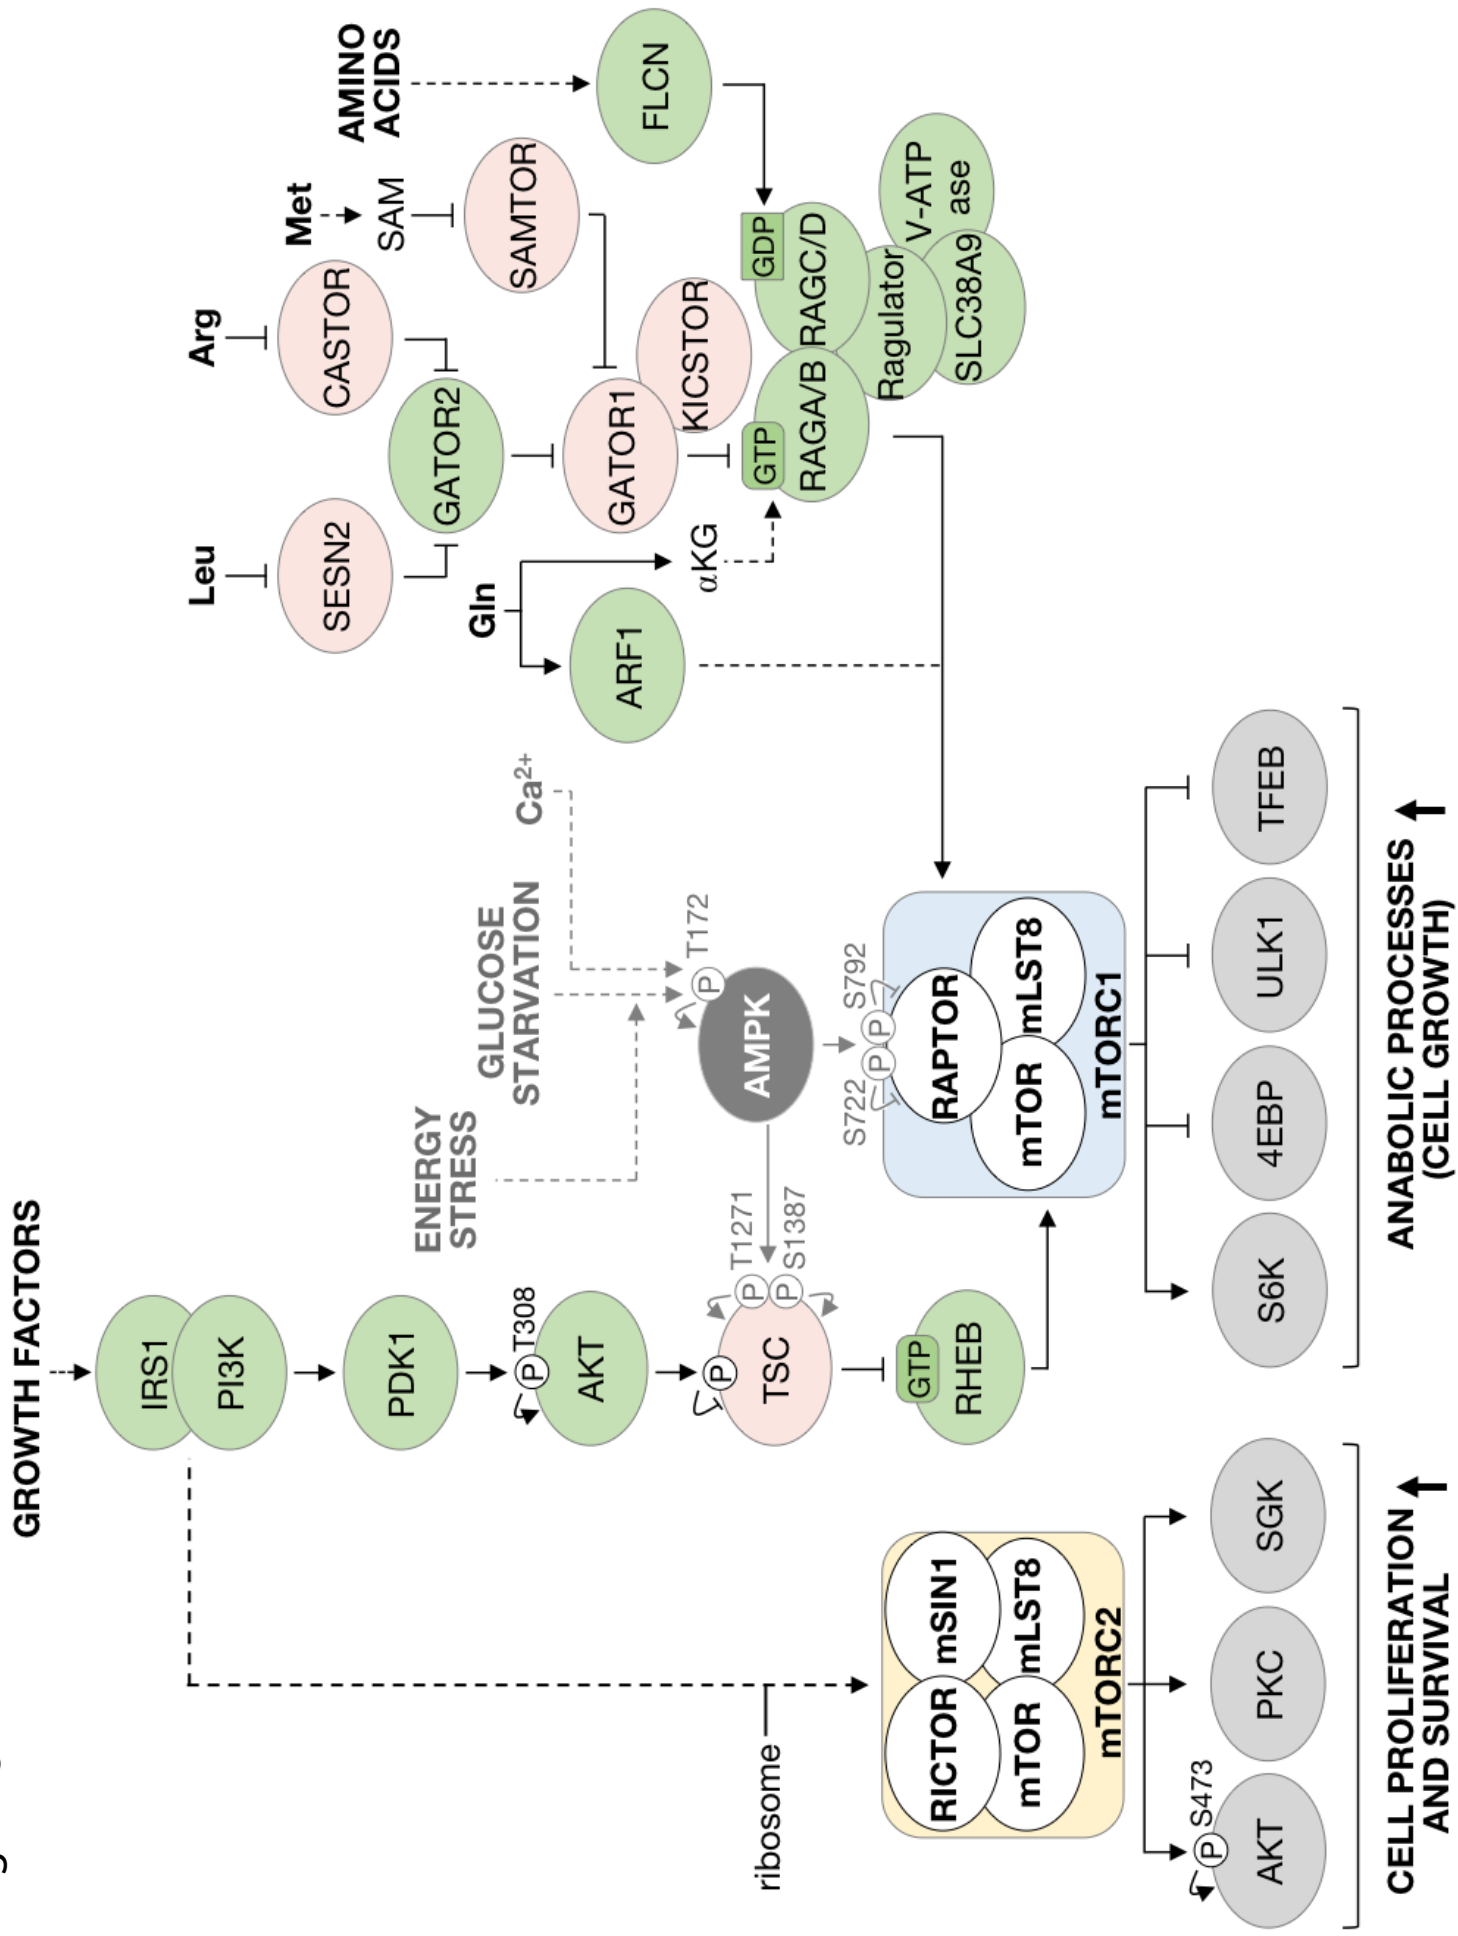 GROWTH FACTORS
IRS1
PI3K
PDK1
P
T308
AKT
P
TSC
P
T1271
P
S1387
GTP
RHEB
ribosome
RICTOR
mSIN1
mTOR
mLST8
mTORC2
P
S473
AKT
PKC
SGK
CELL PROLIFERATION
AND SURVIVAL
ENERGY
STRESS
GLUCOSE
STARVATION
Ca2+
P
T172
AMPK
S722
P
P
S792
RAPTOR
mTOR
mLST8
mTORC1
S6K
4EBP
ULK1
TFEB
ANABOLIC PROCESSES
(CELL GROWTH)
Leu
SESN2
Arg
CASTOR
GATOR2
Met
SAM
SAMTOR
AMINO
ACIDS
FLCN
GATOR1
KICSTOR
Gln
ARF1
αKG
GTP
RAGA/B
GDP
RAGC/D
Ragulator
V-ATP
ase
SLC38A9